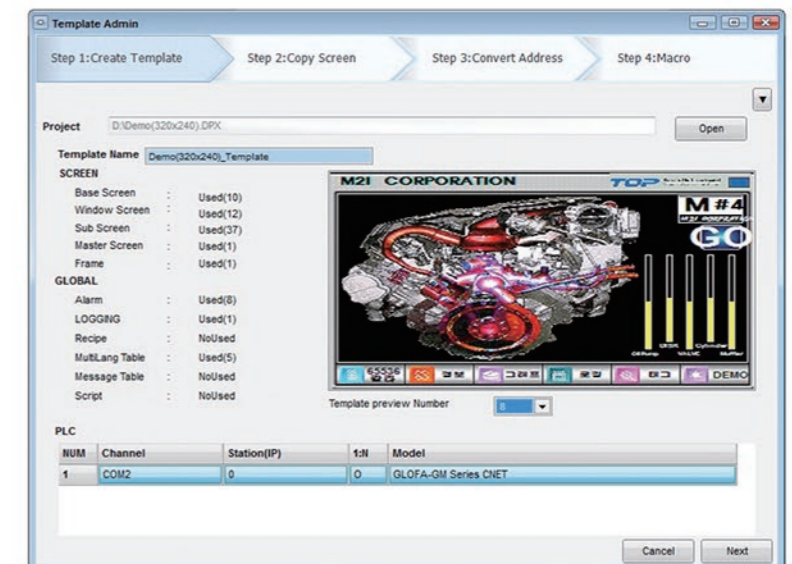 Template Admin
Step 1:Create Template
Step 2:Copy Screen
Step 3:Convert Address
Step 4:Macro
Project D:\Demo(320x240).DPX Open
Template Name Demo(320x240)_Template
SCREEN
Base Screen : Used(10)
Window Screen : Used(12)
Sub Screen : Used(37)
Master Screen : Used(1)
Frame : Used(1)
GLOBAL
Alarm : Used(8)
LOGGING : Used(1)
Recipe : NoUsed
MultiLang Table : Used(5)
Message Table : NoUsed
Script : NoUsed
M2I CORPORATION TOP
M #4
M2I CORPORATION
GO
VALVE Muffler
65536
DEMO
Template preview Number 8
PLC
NUM Channel Station(IP) 1:N Model
1 COM2 0 O GLOFA-GM Series CNET
Cancel Next